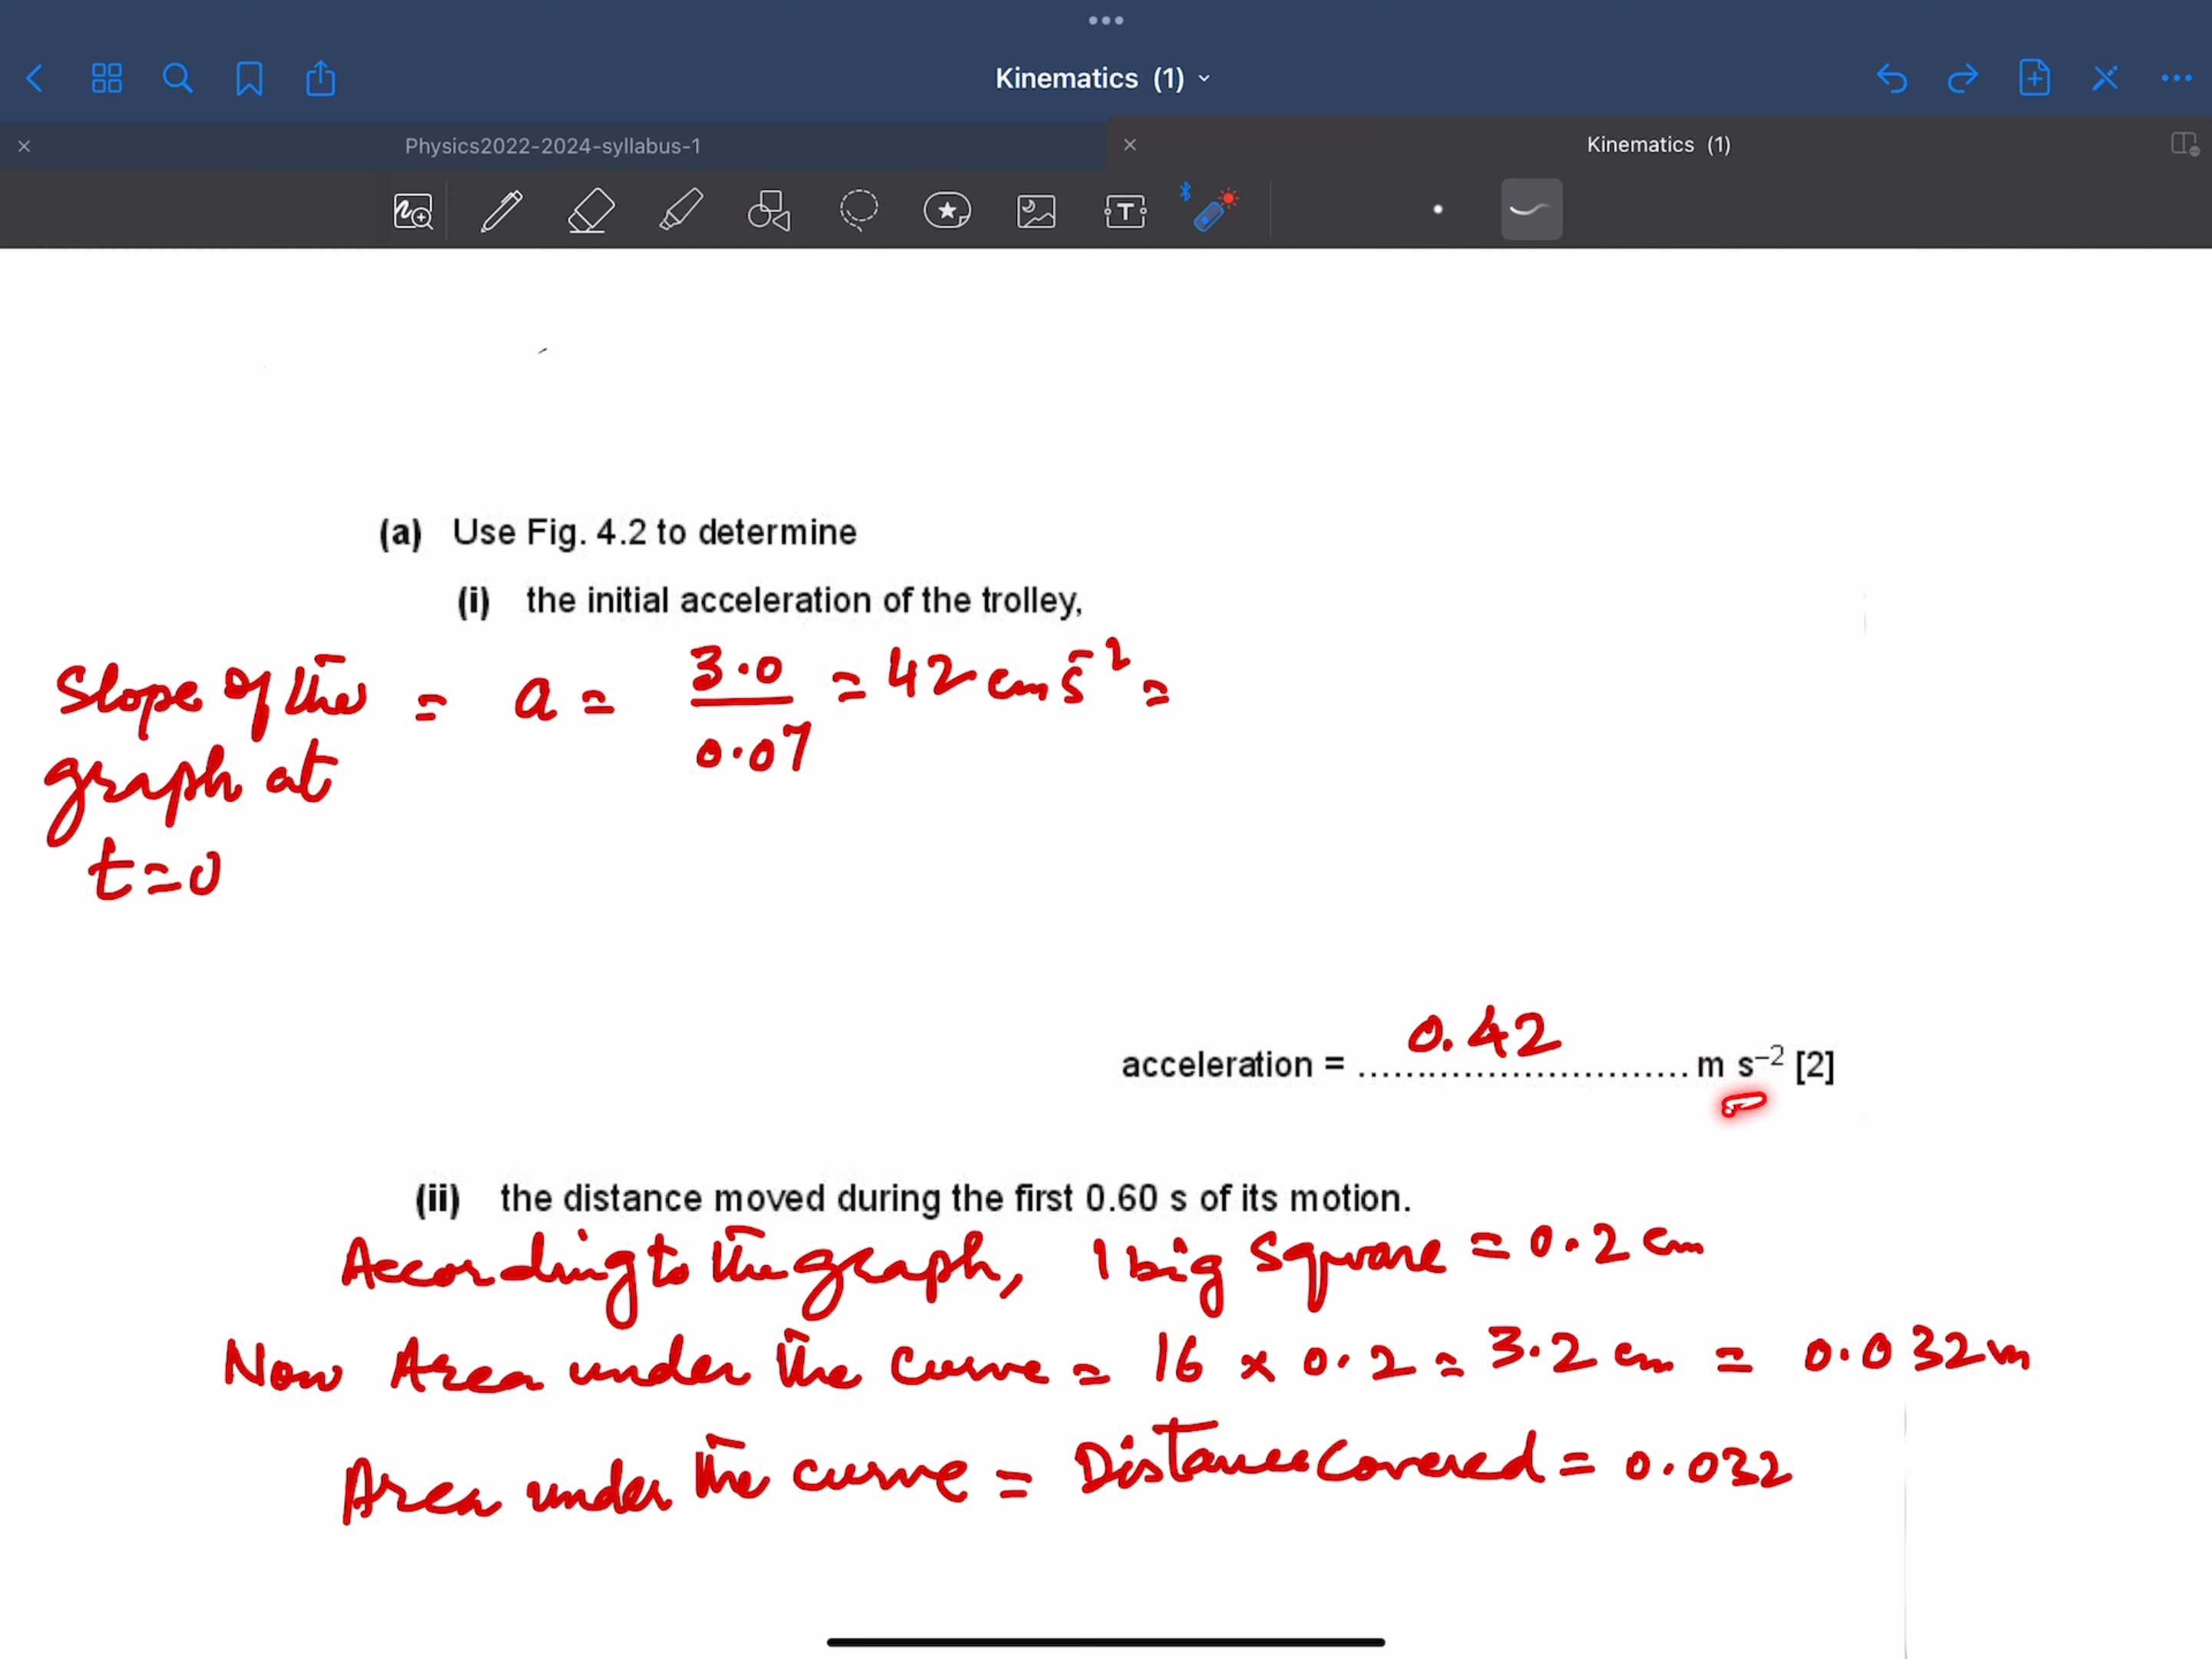 Kinematics (1)
Physics2022-2024-syllabus-1
Kinematics (1)
T
(a) Use Fig. 4.2 to determine
(i) the initial acceleration of the trolley,
Slope of the = a = 3.0 / 0.07 = 42 cm s⁻² =
graph at
t=0
acceleration = 0.42 m s⁻² [2]
(ii) the distance moved during the first 0.60 s of its motion.
According to the graph, 1 big square = 0.2 cm
Now Area under the curve = 16 × 0.2 = 3.2 cm = 0.032 m
Area under the curve = Distance Covered = 0.032